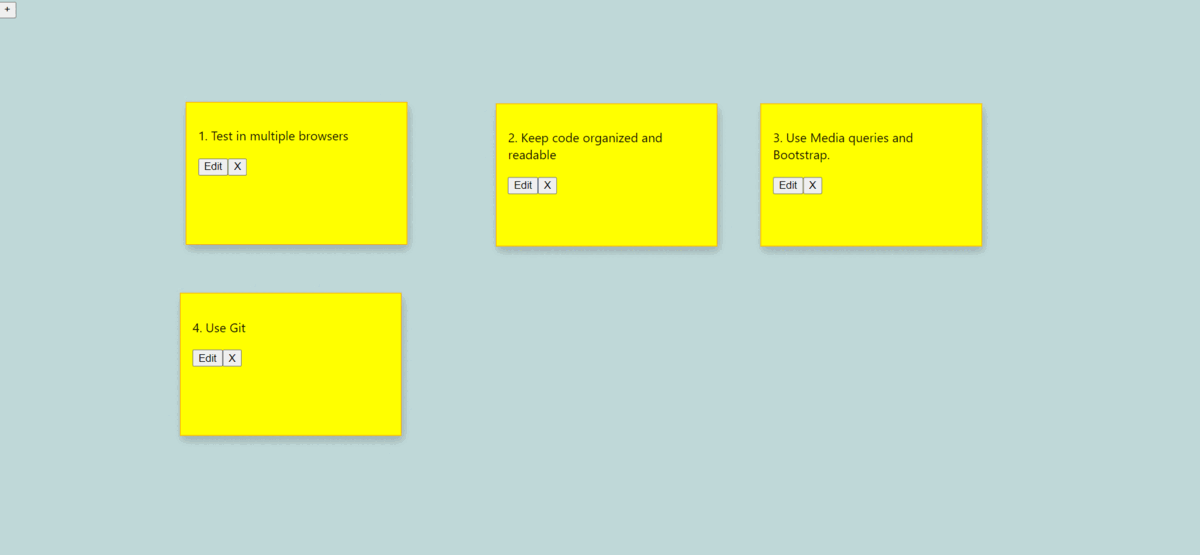 +
1. Test in multiple browsers
Edit X
2. Keep code organized and
readable
Edit X
3. Use Media queries and
Bootstrap.
Edit X
4. Use Git
Edit X